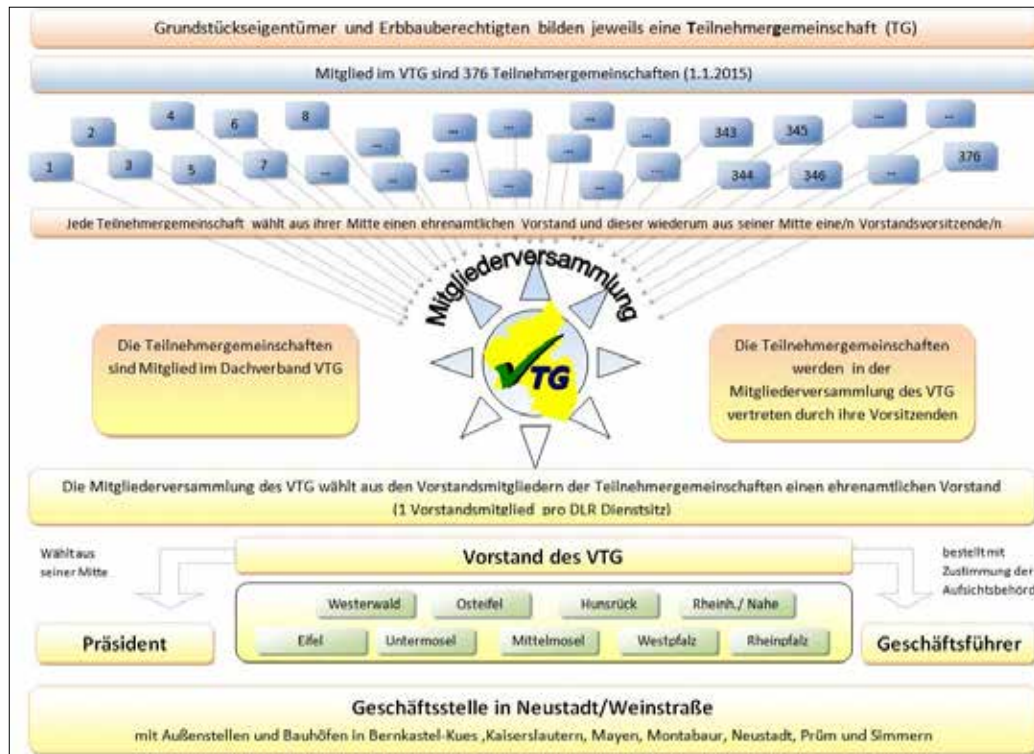 Grundstückseigentümer und Erbbauberechtigten bilden jeweils eine Teilnehmergemeinschaft (TG)
Mitglied im VTG sind 376 Teilnehmergemeinschaften (1.1.2015)
4 6 8 ... ... ... ... ...
2 ... ... 343 345
1 3 5 7 ... ... ... ... ... ... ... 344 346 ... 376
Jede Teilnehmergemeinschaft wählt aus ihrer Mitte einen ehrenamtlichen Vorstand und dieser wiederum aus seiner Mitte eine/n Vorstandsvorsitzende/n
Mitgliederversammlung
Die Teilnehmergemeinschaften
sind Mitglied im Dachverband VTG
VTG
Die Teilnehmergemeinschaften
werden in der
Mitgliederversammlung des VTG
vertreten durch ihre Vorsitzenden
Die Mitgliederversammlung des VTG wählt aus den Vorstandsmitgliedern der Teilnehmergemeinschaften einen ehrenamtlichen Vorstand
(1 Vorstandsmitglied pro DLR Dienstsitz)
Wählt aus
seiner Mitte
Vorstand des VTG
bestellt mit
Zustimmung der
Aufsichtsbehörd
Westerwald Osteifel Hunsrück Rheinh./ Nahe
Eifel Untermosel Mittelmosel Westpfalz Rheinpfalz
Präsident
Geschäftsführer
Geschäftsstelle in Neustadt/Weinstraße
mit Außenstellen und Bauhöfen in Bernkastel-Kues ,Kaiserslautern, Mayen, Montabaur, Neustadt, Prüm und Simmern